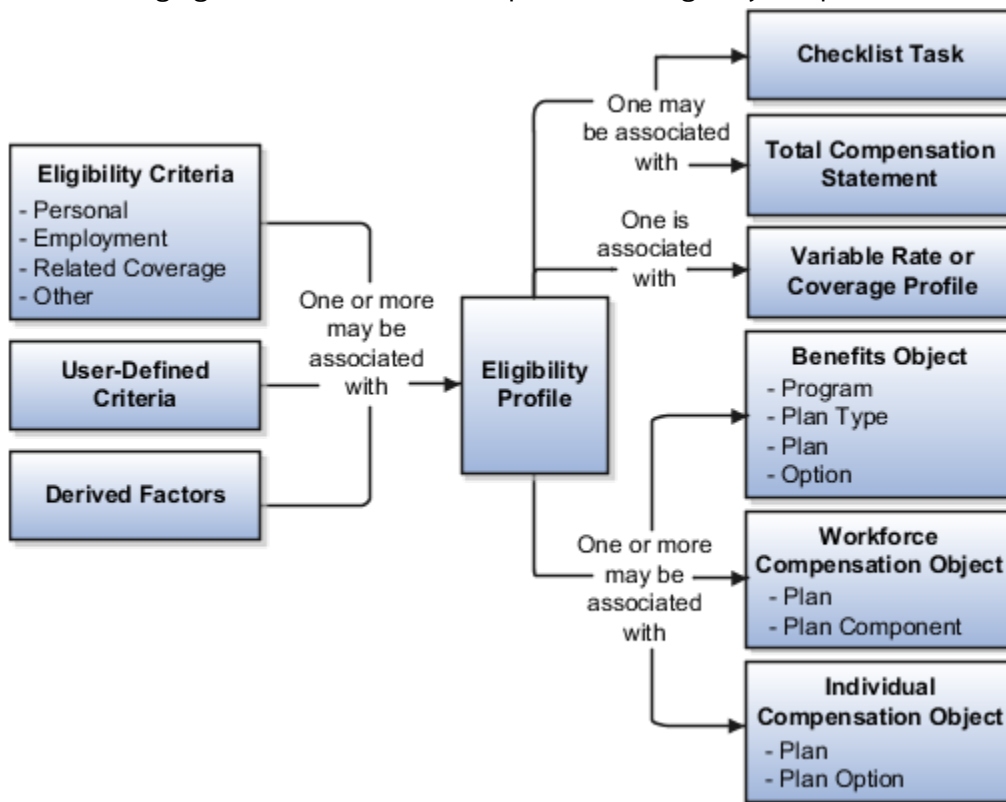 Eligibility Criteria
- Personal
- Employment
- Related Coverage
- Other
User-Defined
Criteria
Derived Factors
One or more
may be
associated
with
Eligibility
Profile
One may
be associated
with
One is
associated
with
One or more
may be
associated
with
Checklist Task
Total Compensation
Statement
Variable Rate or
Coverage Profile
Benefits Object
- Program
- Plan Type
- Plan
- Option
Workforce
Compensation Object
- Plan
- Plan Component
Individual
Compensation Object
- Plan
- Plan Option